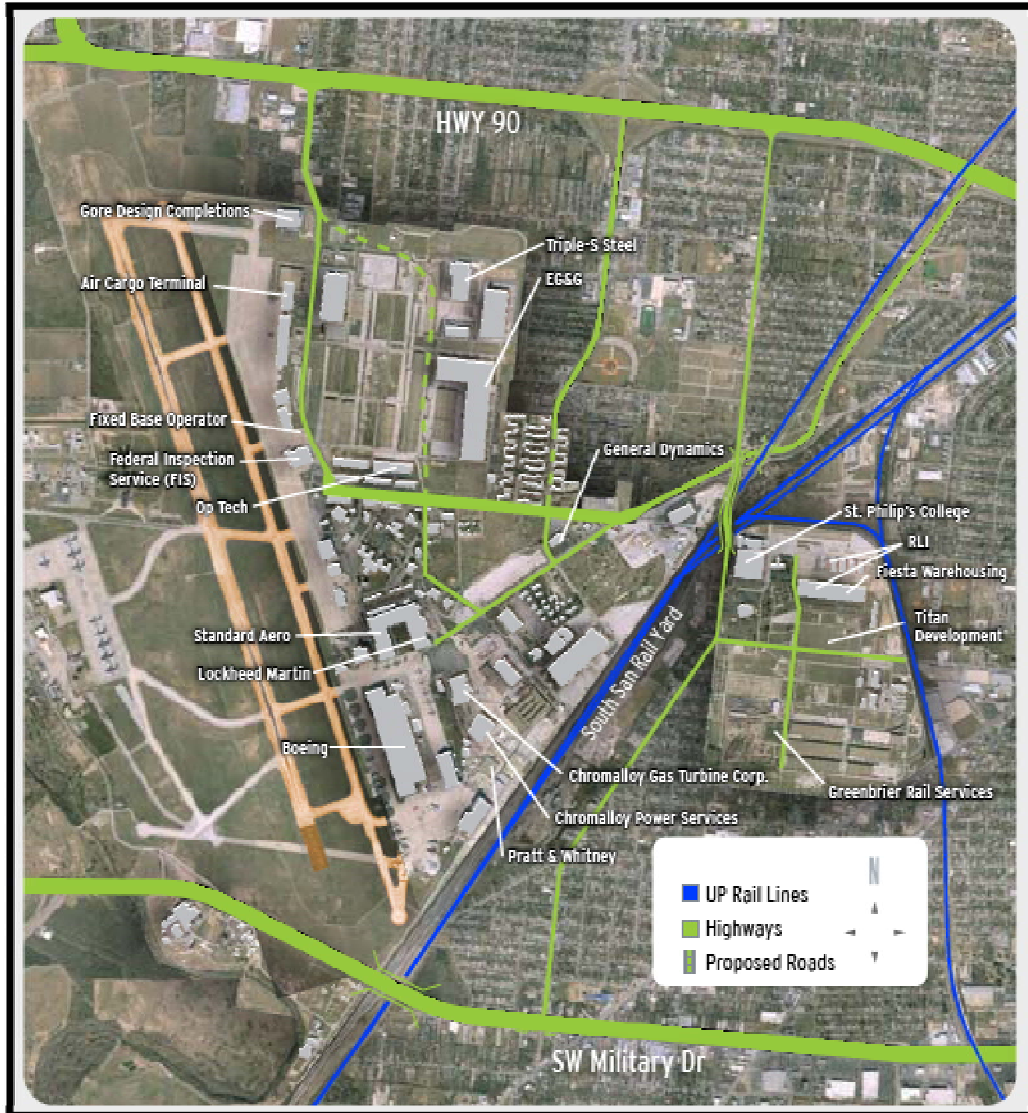 HWY 90
Gore Design Completions
Triple-S Steel
EG&G
Air Cargo Terminal
Fixed Base Operator
Federal Inspection
Service (FIS)
General Dynamics
Op Tech
St. Philip's College
RLI
Fiesta Warehousing
Titan
Development
Standard Aero
Lockheed Martin
South San Rail Yard
Boeing
Chromalloy Gas Turbine Corp.
Greenbrier Rail Services
Chromalloy Power Services
Pratt & Whitney
N
UP Rail Lines
Highways
Proposed Roads
SW Military Dr